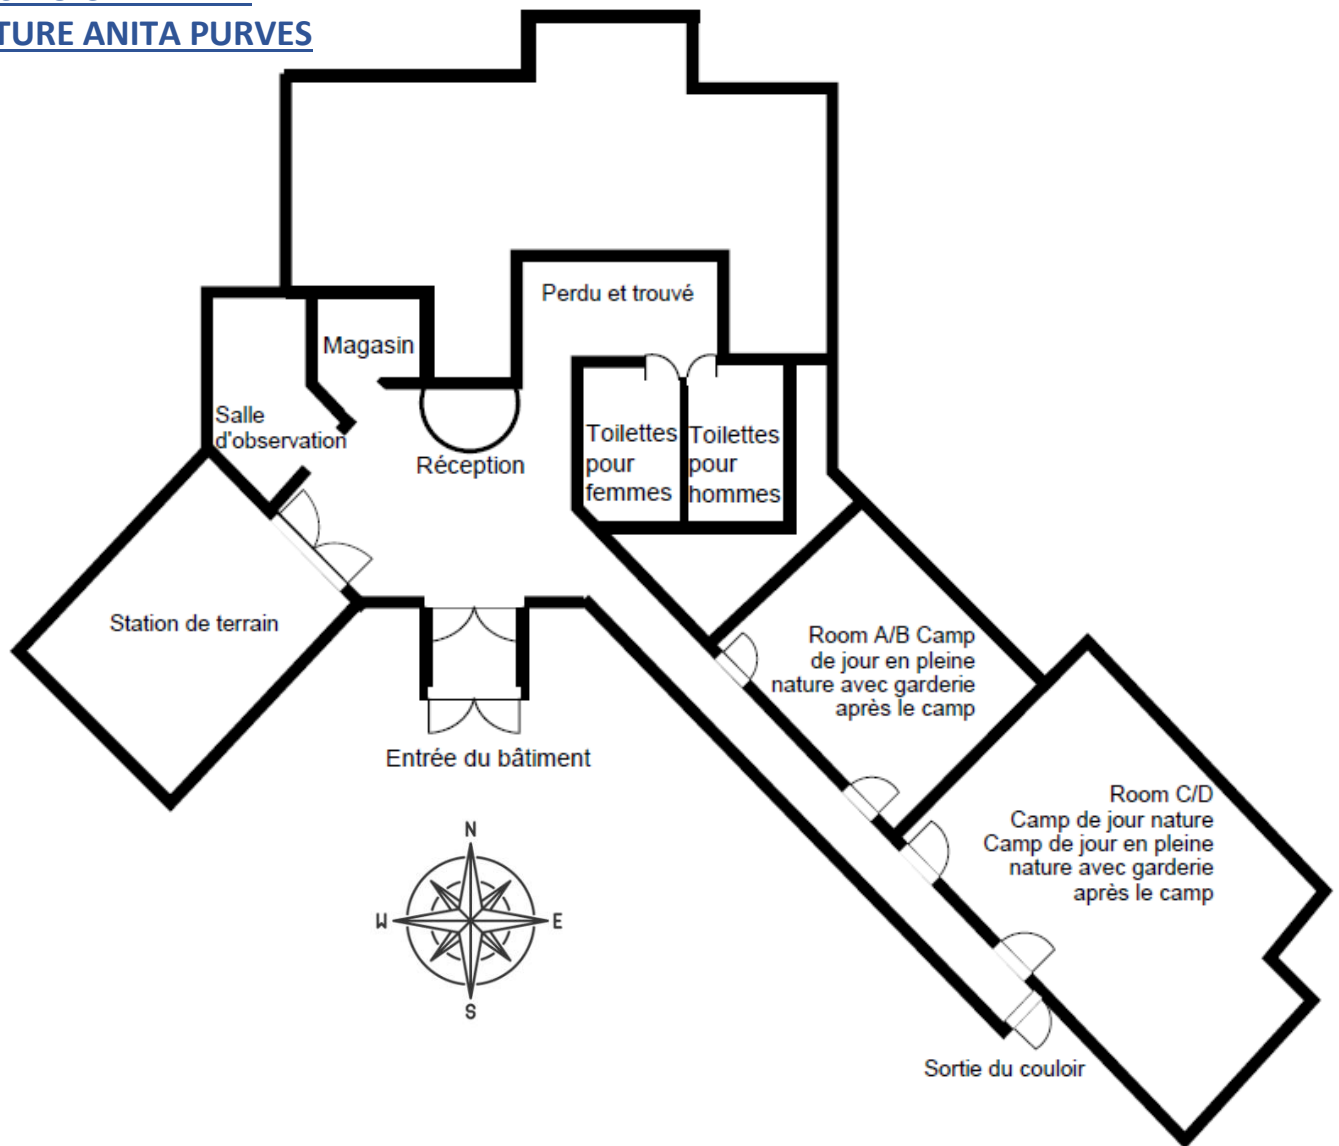 TURE ANITA PURVES
Perdu et trouvé
Magasin
Salle
d'observation
Réception
Toilettes
pour
femmes
Toilettes
pour
hommes
Station de terrain
Room A/B Camp
de jour en pleine
nature avec garderie
après le camp
Entrée du bâtiment
Room C/D
Camp de jour nature
Camp de jour en pleine
nature avec garderie
après le camp
N
W
E
S
Sortie du couloir